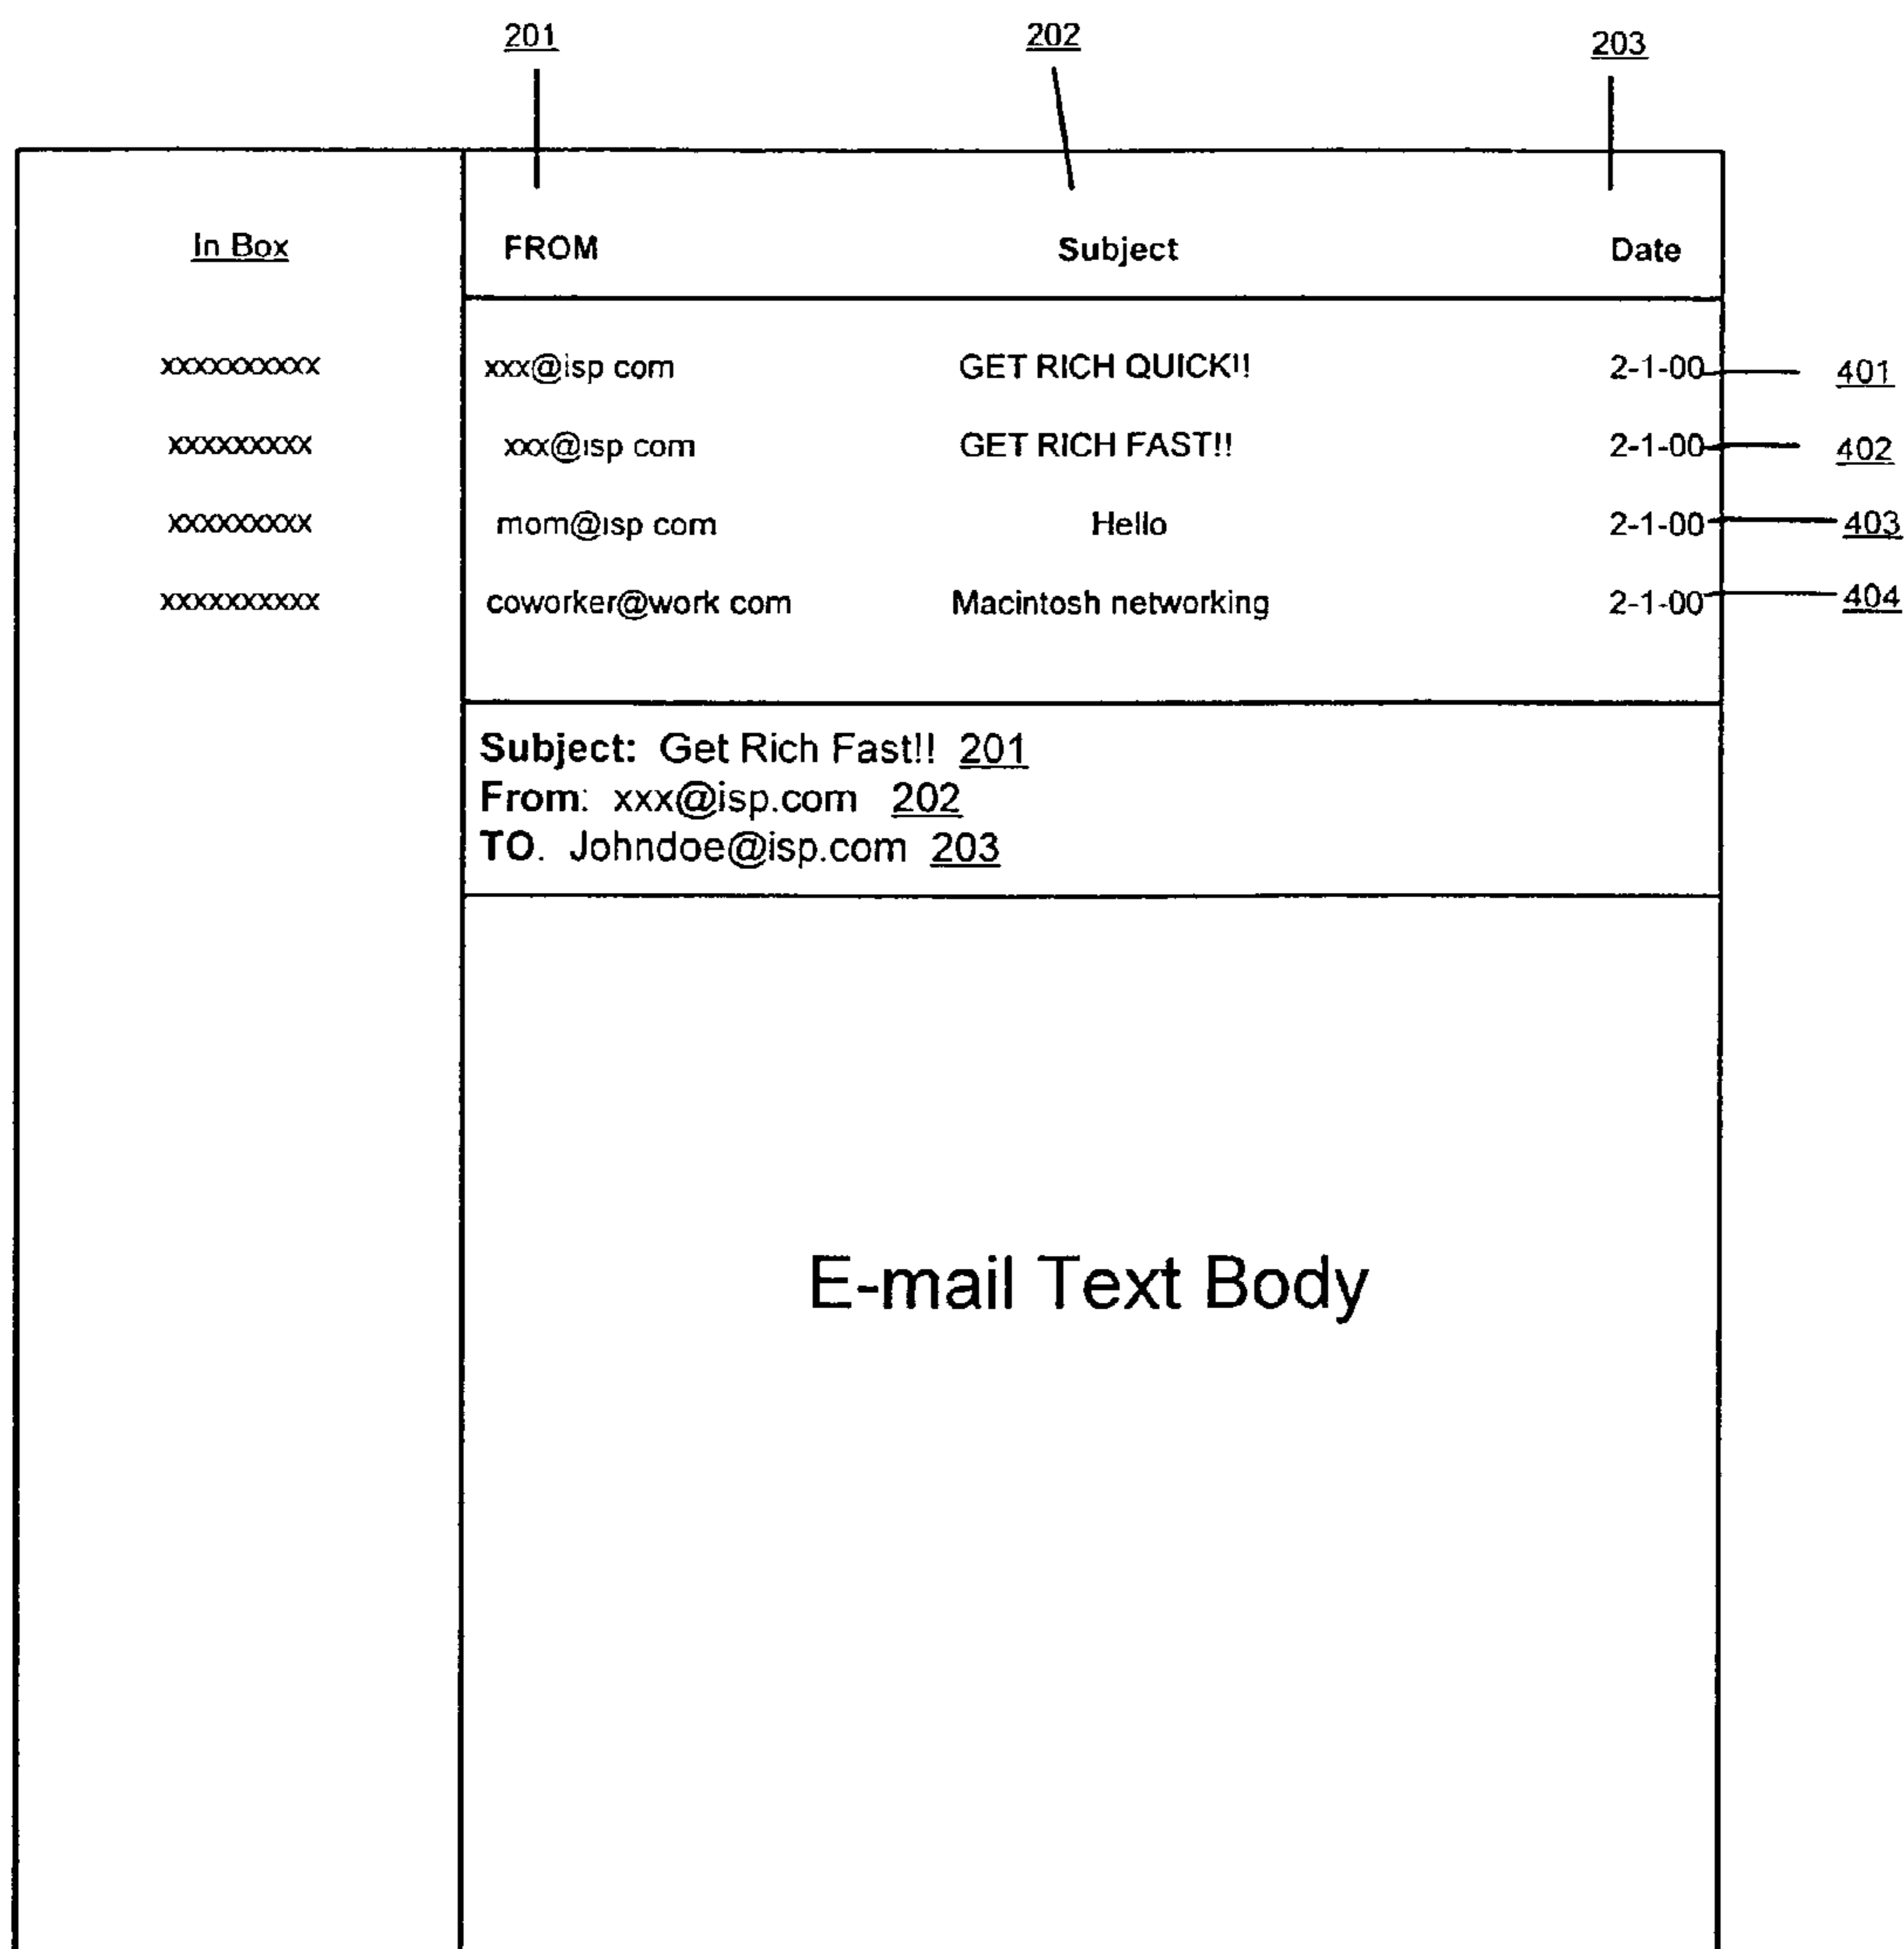 201 202 203
In Box FROM Subject Date
xxxxxxxxxxx xxx@isp com GET RICH QUICK!! 2-1-00 401
xxxxxxxxxx xxx@isp com GET RICH FAST!! 2-1-00 402
xxxxxxxxxx mom@isp com Hello 2-1-00 403
xxxxxxxxxxx coworker@work com Macintosh networking 2-1-00 404
Subject: Get Rich Fast!! 201
From: xxx@isp.com 202
TO. Johndoe@isp.com 203
E-mail Text Body